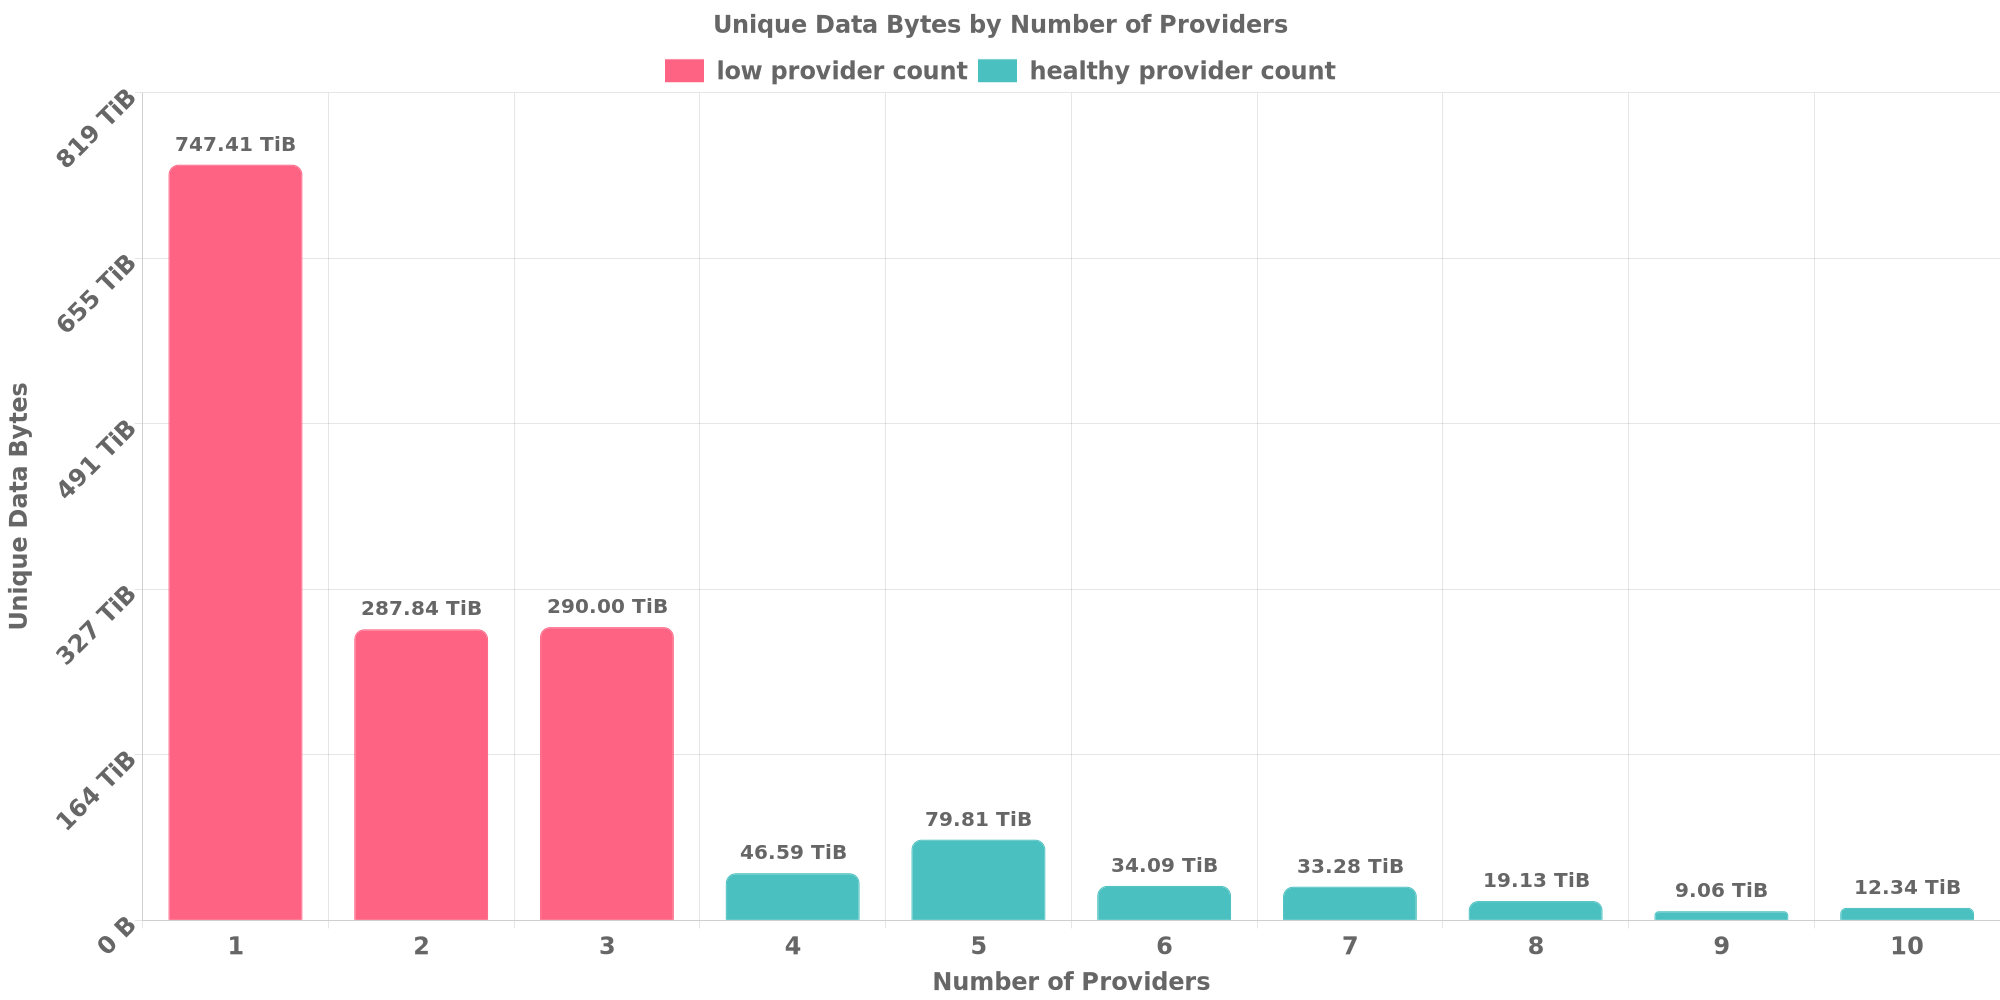 Unique Data Bytes by Number of Providers
low provider count
healthy provider count
819 TiB
655 TiB
491 TiB
327 TiB
164 TiB
0 B
Unique Data Bytes
747.41 TiB
287.84 TiB
290.00 TiB
46.59 TiB
79.81 TiB
34.09 TiB
33.28 TiB
19.13 TiB
9.06 TiB
12.34 TiB
1 2 3 4 5 6 7 8 9 10
Number of Providers